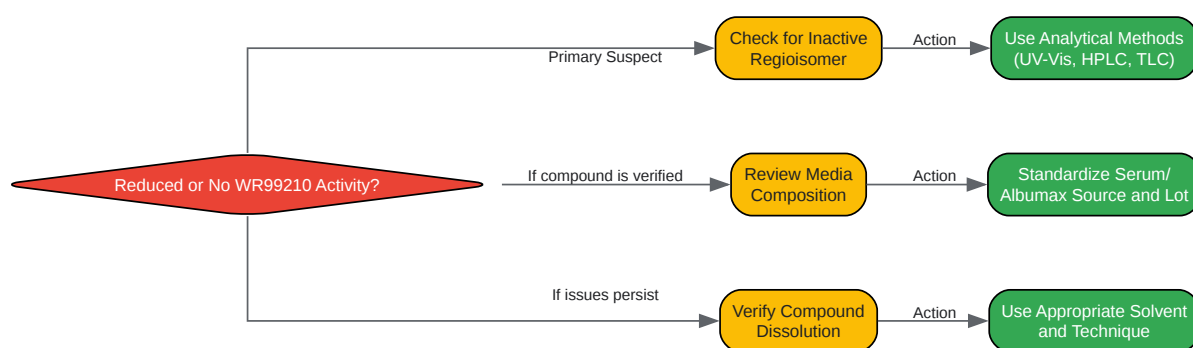 Primary Suspect
Check for Inactive
Regioisomer
Action
Use Analytical Methods
(UV-Vis, HPLC, TLC)
Reduced or No WR99210 Activity?
If compound is verified
Review Media
Composition
Action
Standardize Serum/
Albumax Source and Lot
If issues persist
Verify Compound
Dissolution
Action
Use Appropriate Solvent
and Technique